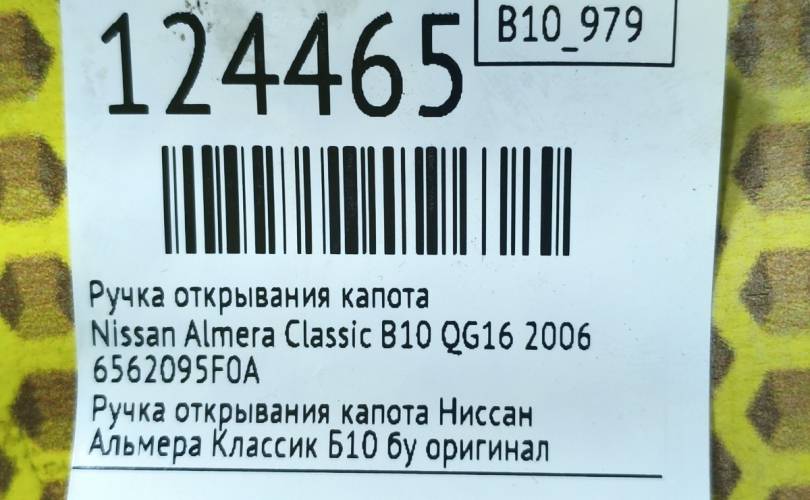 124465
B10_979
Ручка открывания капота
Nissan Almera Classic B10 QG16 2006
6562095F0A
Ручка открывания капота Ниссан
Альмера Классик Б10 бу оригинал